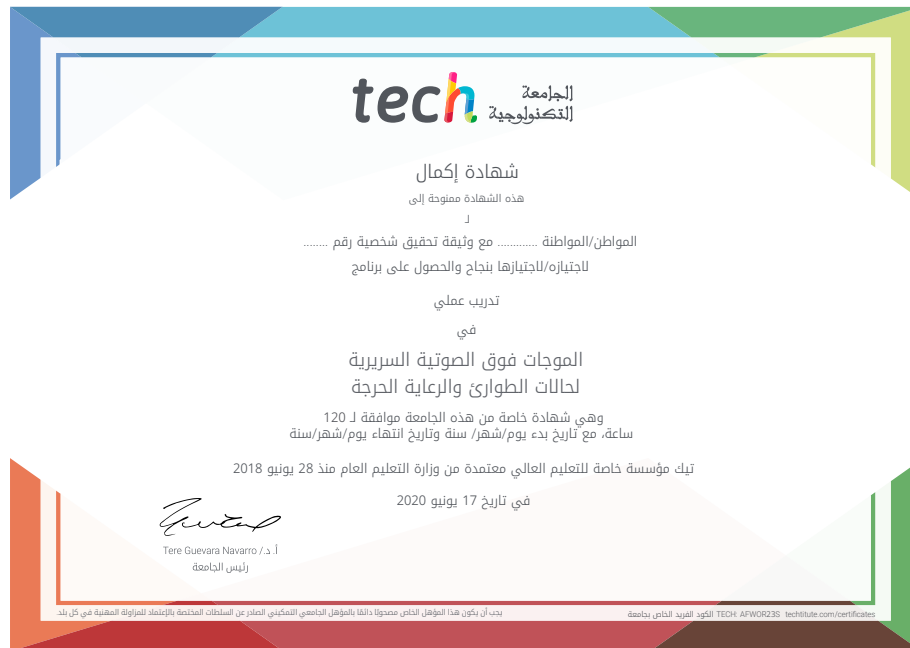 tech
الجامعة
التكنولوجية
شهادة إكمال
هذه الشهادة ممنوحة إلى
لـ
المواطن/المواطنة ............ مع وثيقة تحقيق شخصية رقم ........
لاجتيازه/لاجتيازها بنجاح والحصول على برنامج
تدريب عملي
في
الموجات فوق الصوتية السريرية
لحالات الطوارئ والرعاية الحرجة
وهي شهادة خاصة من هذه الجامعة موافقة لـ 120
ساعة، مع تاريخ بدء يوم/شهر/ سنة وتاريخ انتهاء يوم/شهر/سنة
تيك مؤسسة خاصة للتعليم العالي معتمدة من وزارة التعليم العام منذ 28 يونيو 2018
في تاريخ 17 يونيو 2020
أ. د./ Tere Guevara Navarro
رئيس الجامعة
يجب أن يكون هذا المؤهل الخاص مصحوبًا دائمًا بالمؤهل الجامعي التمكيني الصادر عن السلطات المختصة بالإعتماد للمزاولة المهنية في كل بلد.
الكود الفريد الخاص بجامعة TECH: AFWOR23S techtitute.com/certificates